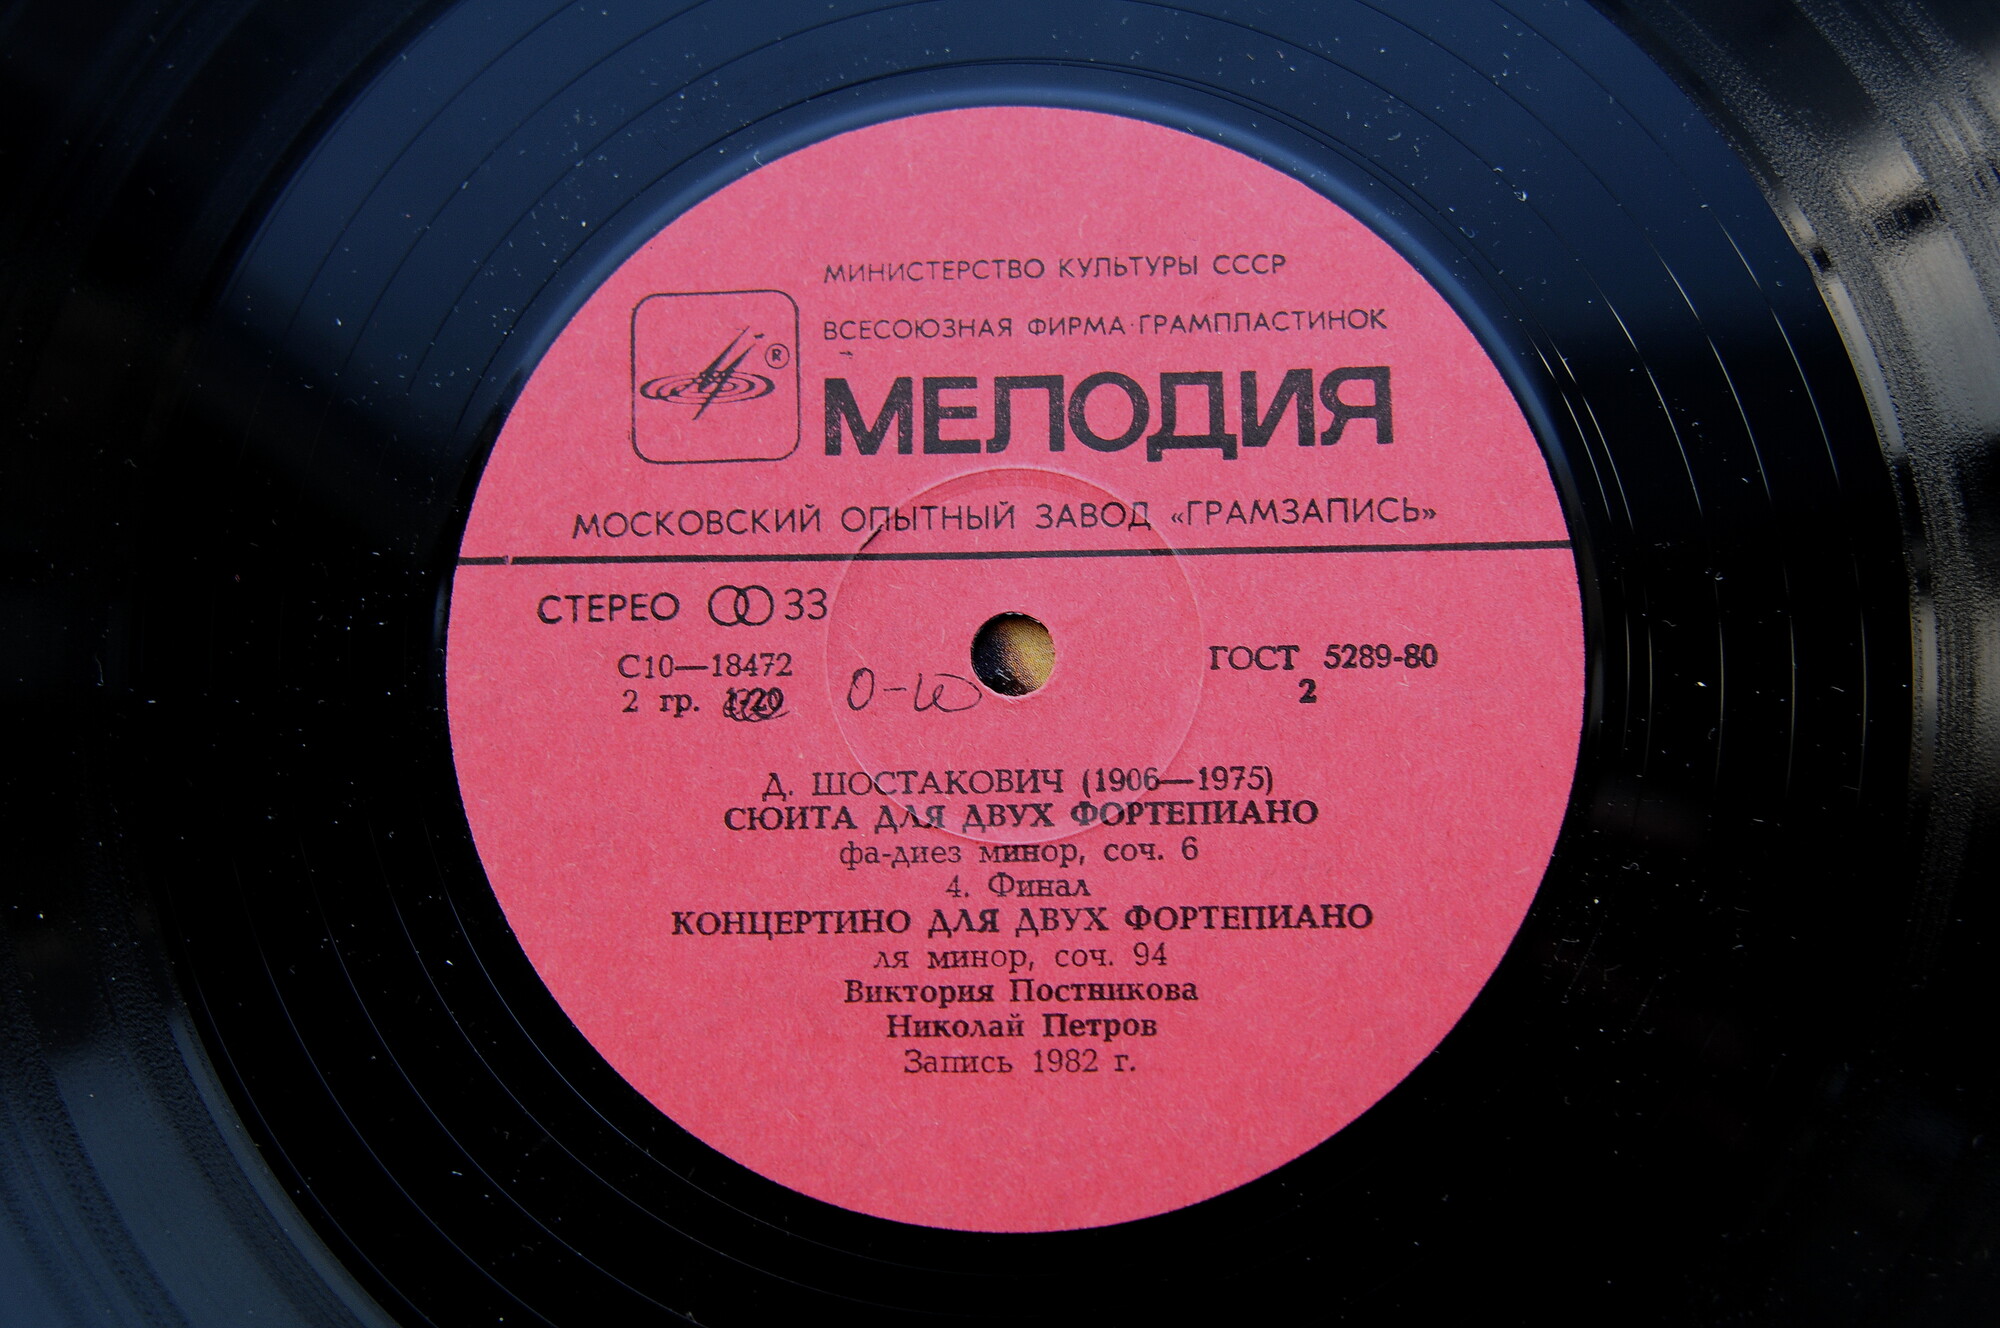 МИНИСТЕРСТВО КУЛЬТУРЫ СССР
ВСЕСОЮЗНАЯ ФИРМА·ГРАМПЛАСТИНОК
®
МЕЛОДИЯ
МОСКОВСКИЙ ОПЫТНЫЙ ЗАВОД «ГРАМЗАПИСЬ»
СТЕРЕО 33
С10—18472
2 гр.
ГОСТ 5289-80
2
Д. ШОСТАКОВИЧ (1906—1975)
СЮИТА ДЛЯ ДВУХ ФОРТЕПИАНО
фа-диез минор, соч. 6
4. Финал
КОНЦЕРТИНО ДЛЯ ДВУХ ФОРТЕПИАНО
ля минор, соч. 94
Виктория Постникова
Николай Петров
Запись 1982 г.